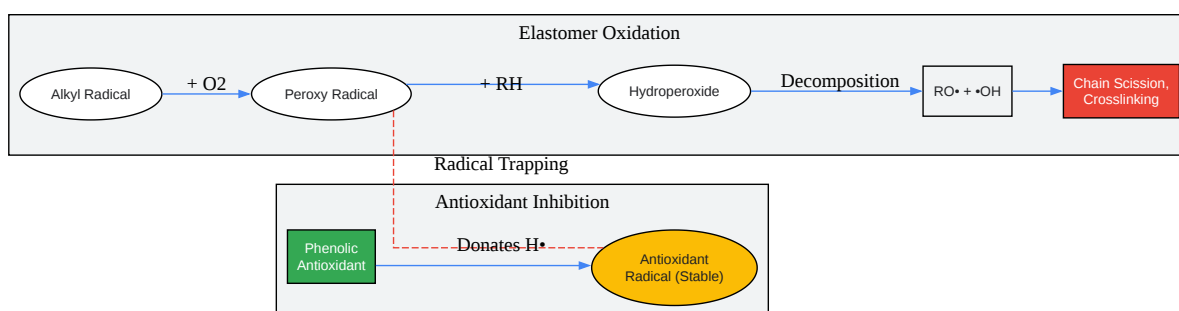 Elastomer Oxidation
Alkyl Radical
+ O2
Peroxy Radical
+ RH
Hydroperoxide
Decomposition
RO• + •OH
Chain Scission,
Crosslinking
Radical Trapping
Antioxidant Inhibition
Phenolic
Antioxidant
Donates H•
Antioxidant
Radical (Stable)